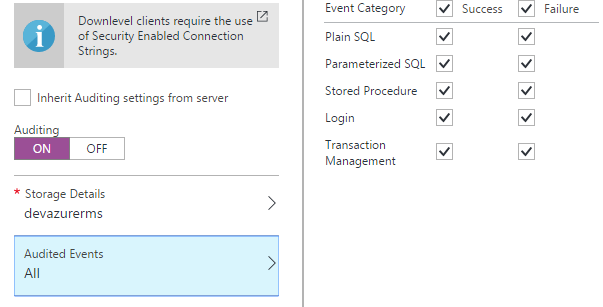 Downlevel clients require the use
of Security Enabled Connection
Strings.
Inherit Auditing settings from server
Auditing
ON OFF
* Storage Details
devazurerms
Audited Events
All
Event Category Success Failure
Plain SQL
Parameterized SQL
Stored Procedure
Login
Transaction
Management